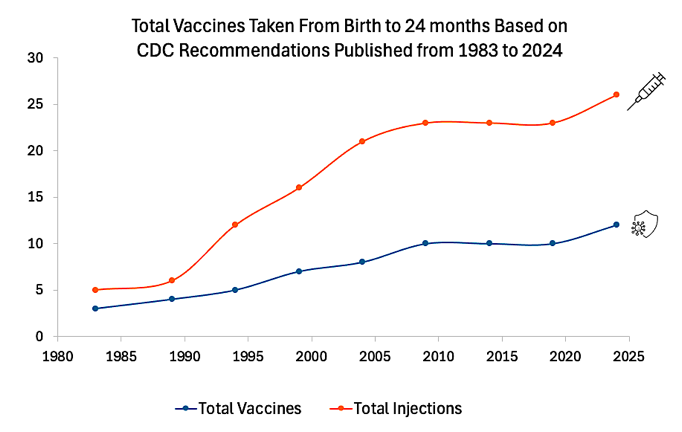 Total Vaccines Taken From Birth to 24 months Based on
CDC Recommendations Published from 1983 to 2024
30
25
20
15
10
5
0
1980 1985 1990 1995 2000 2005 2010 2015 2020 2025
Total Vaccines Total Injections